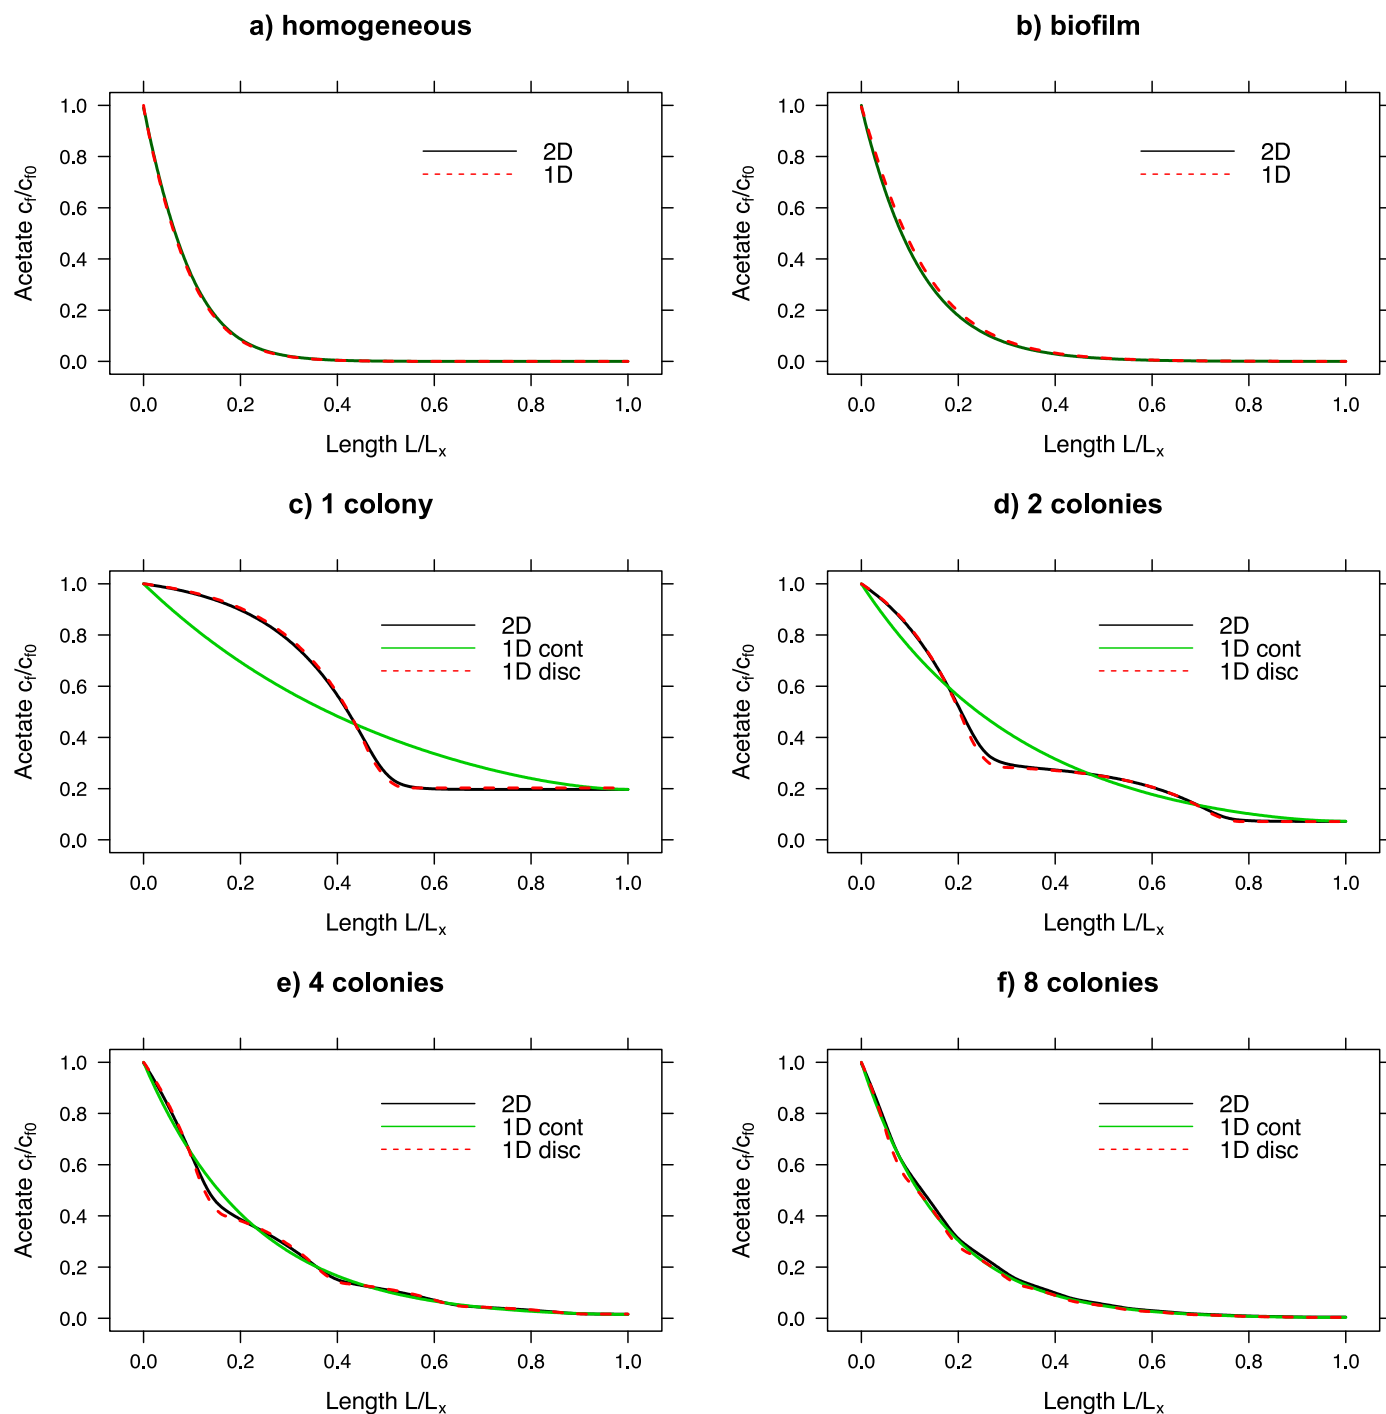 a) homogeneous
b) biofilm
1.0
0.8
0.6
0.4
0.2
0.0
Acetate cf/cf0
2D
1D
0.0 0.2 0.4 0.6 0.8 1.0
Length L/Lx
1.0
0.8
0.6
0.4
0.2
0.0
Acetate cf/cf0
2D
1D
0.0 0.2 0.4 0.6 0.8 1.0
Length L/Lx
c) 1 colony
d) 2 colonies
1.0
0.8
0.6
0.4
0.2
0.0
Acetate cf/cf0
2D
1D cont
1D disc
0.0 0.2 0.4 0.6 0.8 1.0
Length L/Lx
1.0
0.8
0.6
0.4
0.2
0.0
Acetate cf/cf0
2D
1D cont
1D disc
0.0 0.2 0.4 0.6 0.8 1.0
Length L/Lx
e) 4 colonies
f) 8 colonies
1.0
0.8
0.6
0.4
0.2
0.0
Acetate cf/cf0
2D
1D cont
1D disc
0.0 0.2 0.4 0.6 0.8 1.0
Length L/Lx
1.0
0.8
0.6
0.4
0.2
0.0
Acetate cf/cf0
2D
1D cont
1D disc
0.0 0.2 0.4 0.6 0.8 1.0
Length L/Lx